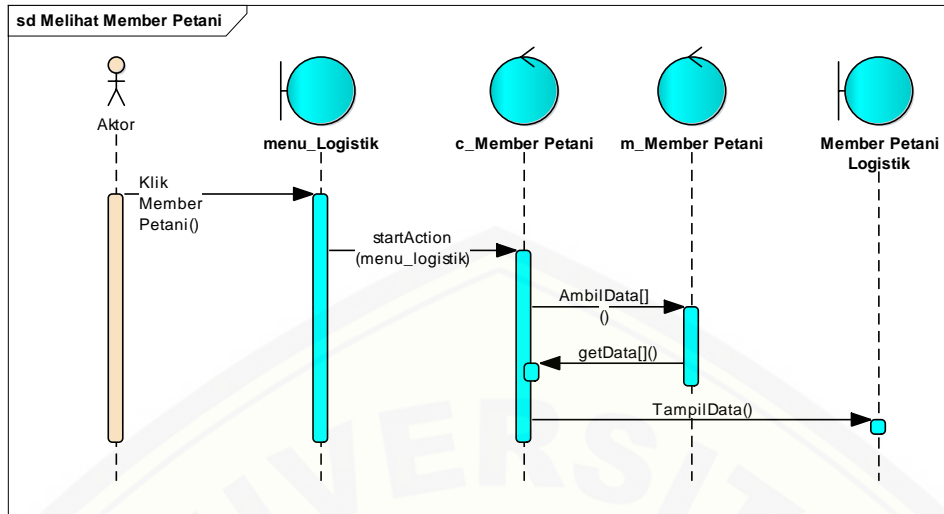 sd Melihat Member Petani
Aktor
menu_Logistik
c_Member Petani
m_Member Petani
Member Petani
Logistik
Klik
Member
Petani()
startAction
(menu_logistik)
AmbilData[]
()
getData[]()
TampilData()
UNIVERSIT